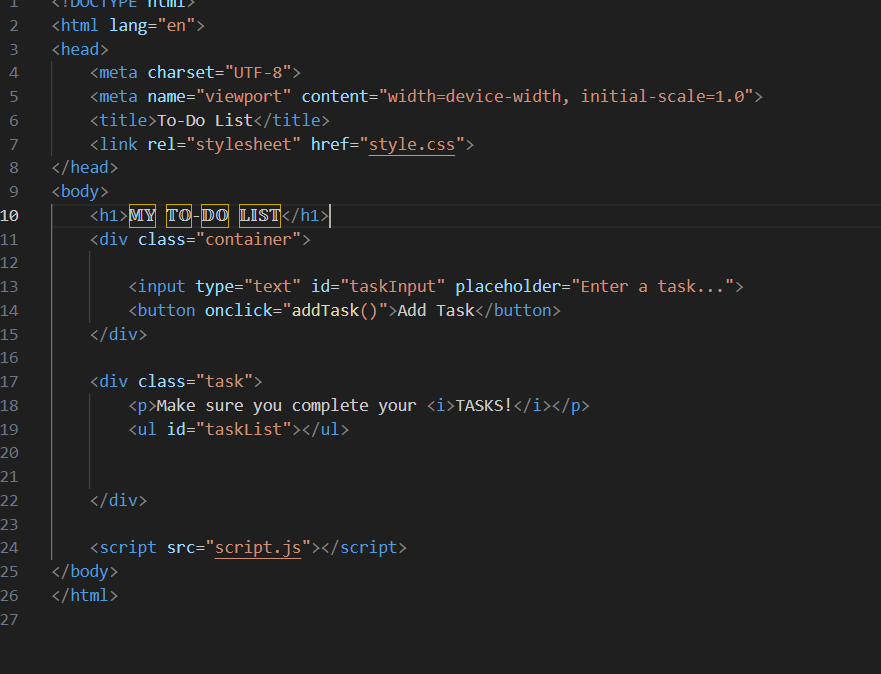 1 <!DOCTYPE html>
2 <html lang="en">
3 <head>
4 <meta charset="UTF-8">
5 <meta name="viewport" content="width=device-width, initial-scale=1.0">
6 <title>To-Do List</title>
7 <link rel="stylesheet" href="style.css">
8 </head>
9 <body>
10 <h1>𝕄𝕐 𝕋𝕆-𝔻𝕆 𝕃𝕀𝕊𝕋</h1>
11 <div class="container">
12
13 <input type="text" id="taskInput" placeholder="Enter a task...">
14 <button onclick="addTask()">Add Task</button>
15 </div>
16
17 <div class="task">
18 <p>Make sure you complete your <i>TASKS!</i></p>
19 <ul id="taskList"></ul>
20
21
22 </div>
23
24 <script src="script.js"></script>
25 </body>
26 </html>
27